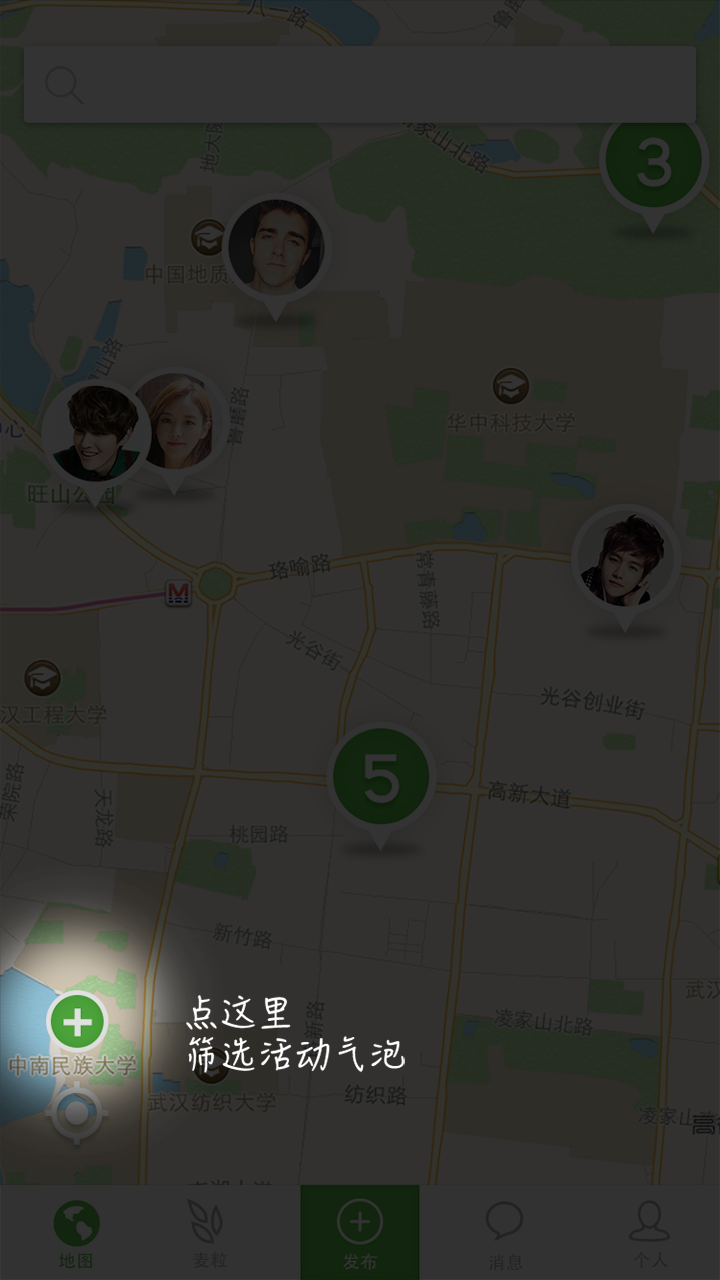 八一路
地大
家山北路
3
中国地质
山路
中心
旺山公园
鲁磨路
华中科技大学
珞喻路
常青藤路
M
光谷街
汉工程大学
光谷创业街
5
高新大道
天龙路
桃园路
新竹路
点这里
筛选活动气泡
中南民族大学
武汉
凌家山北路
武汉纺织大学
纺织路
凌家山
地图
麦粒
发布
消息
个人